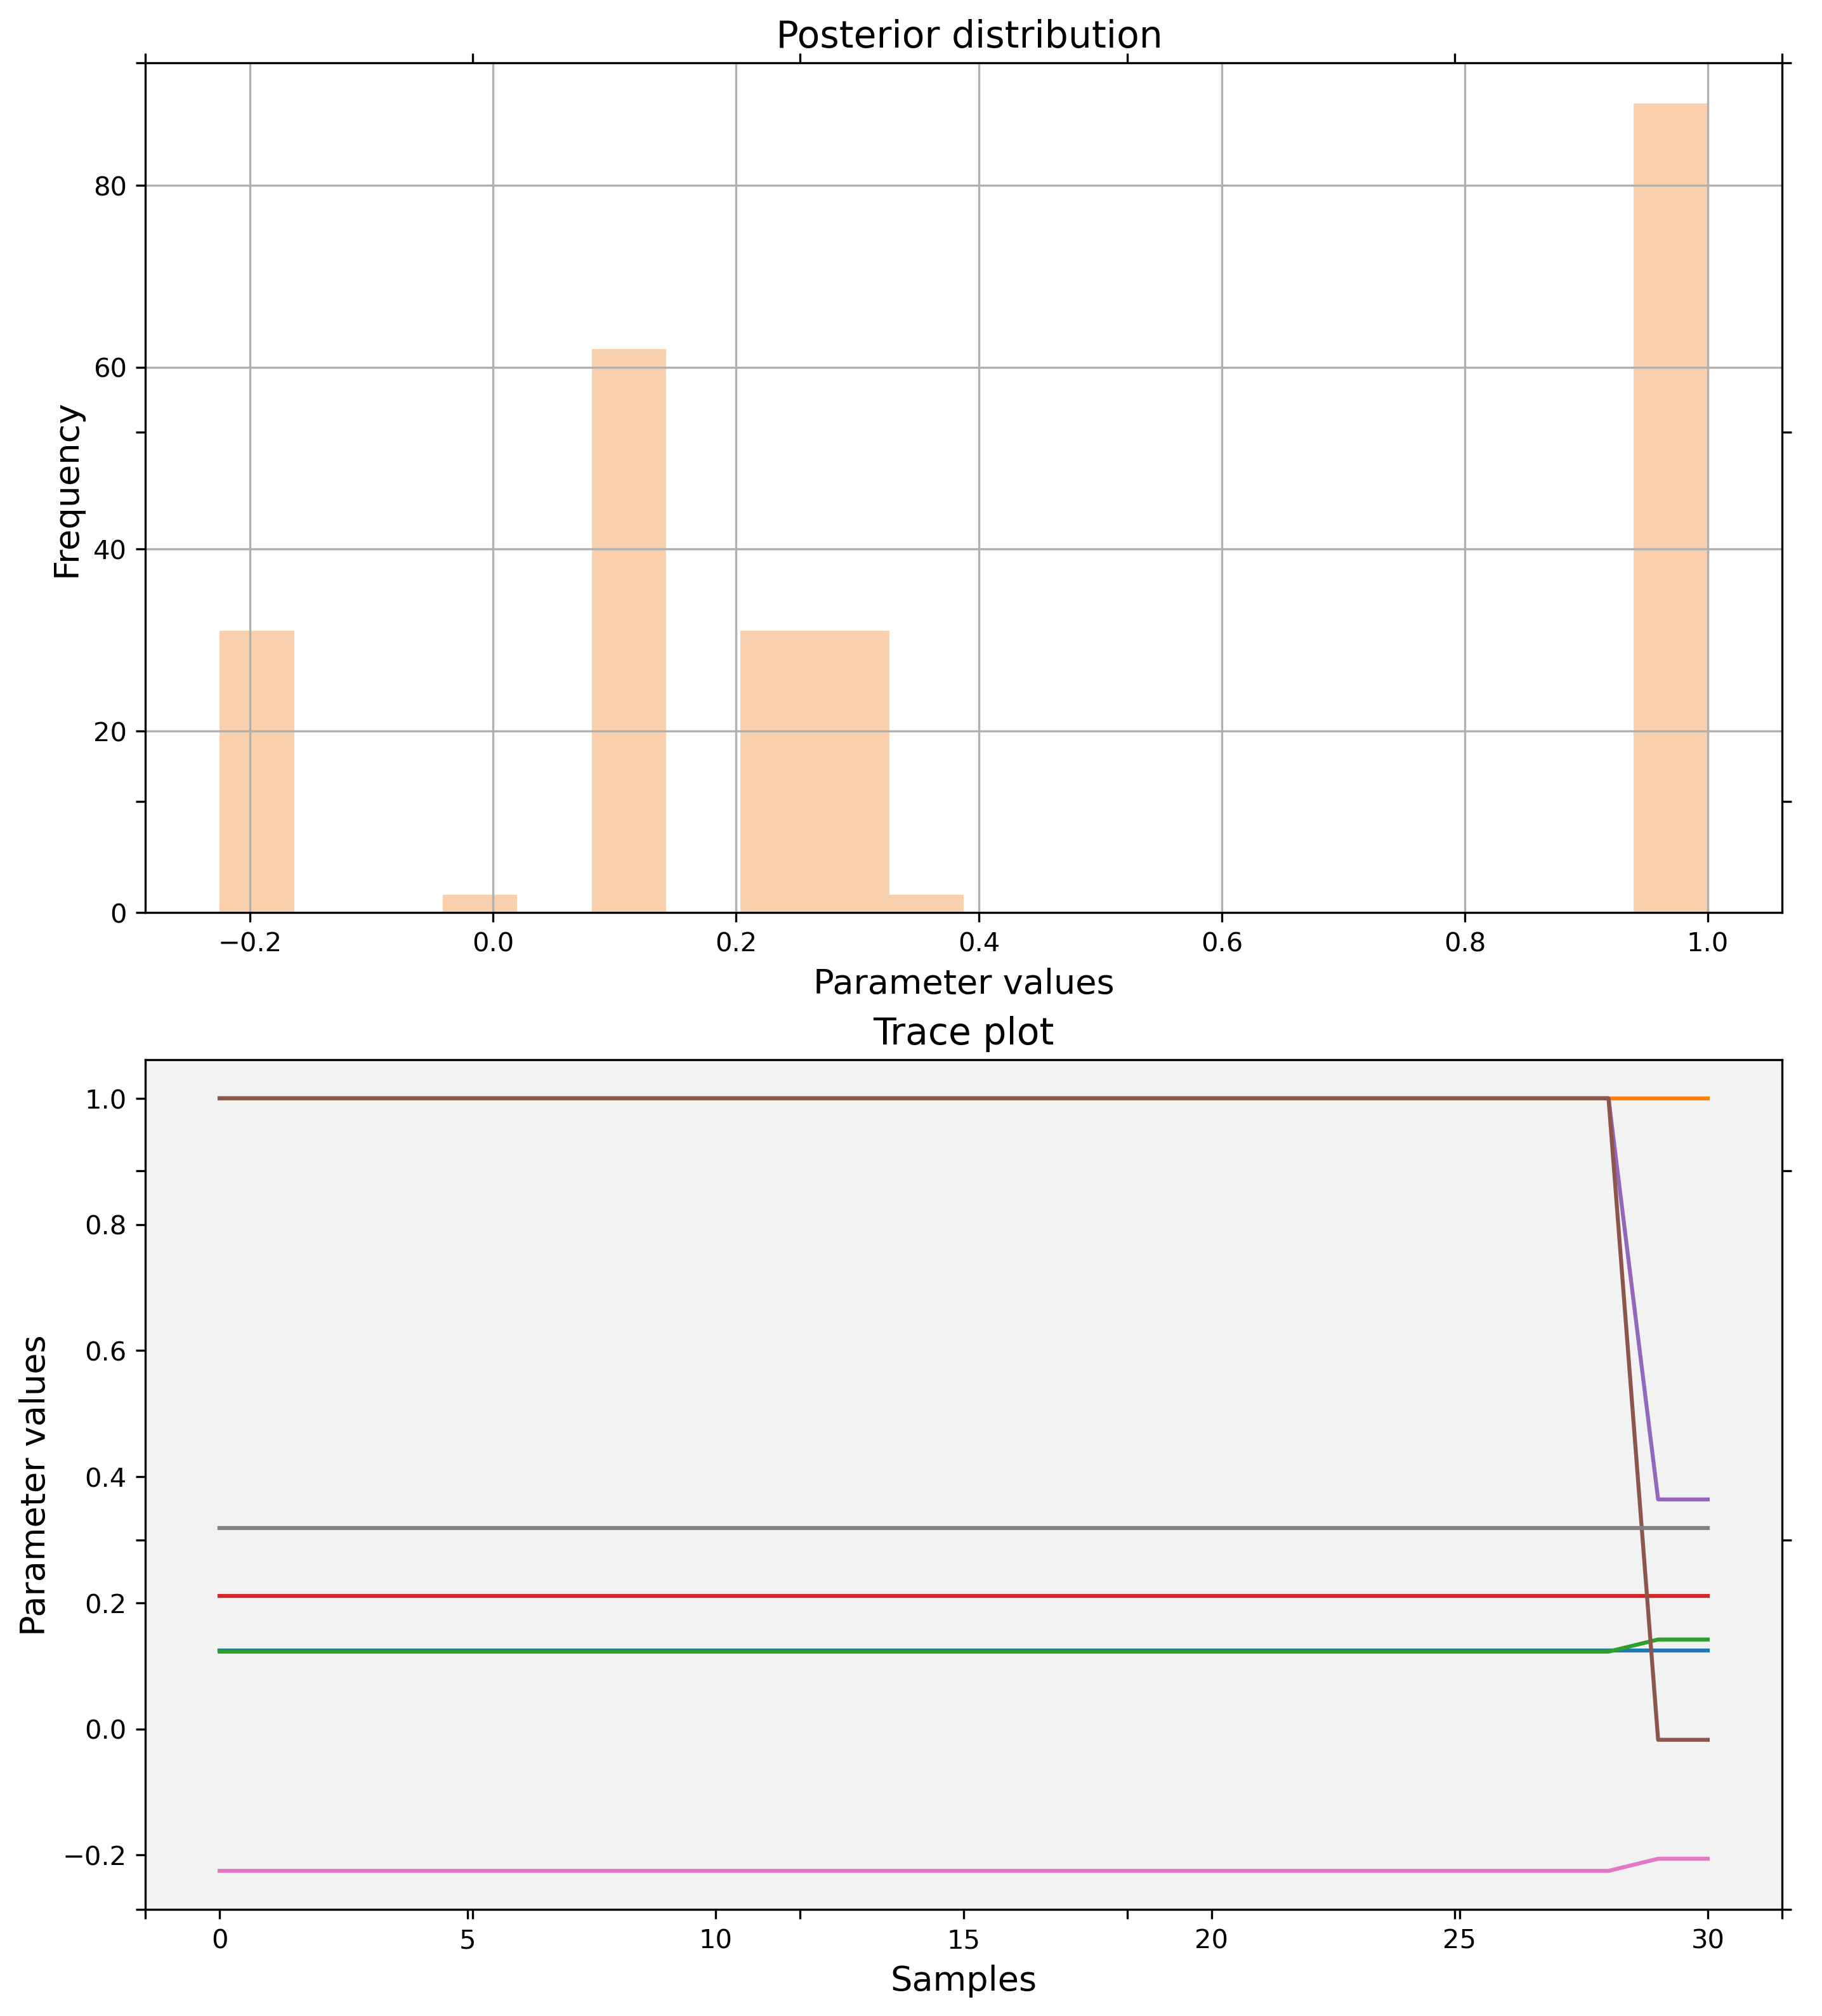 Posterior distribution
80
60
40
20
0
Frequency
−0.2 0.0 0.2 0.4 0.6 0.8 1.0
Parameter values
Trace plot
1.0
0.8
0.6
0.4
0.2
0.0
−0.2
Parameter values
0 5 10 15 20 25 30
Samples